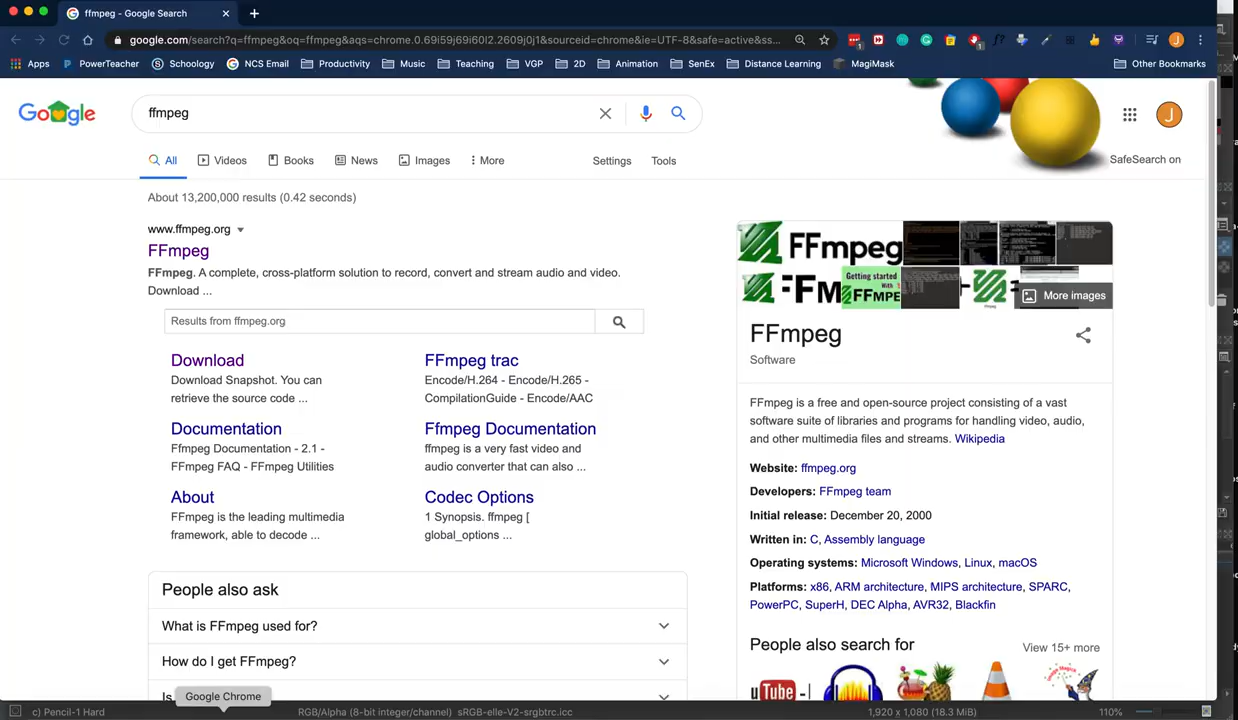 ffmpeg - Google Search
google.com/search?q=ffmpeg&oq=ffmpeg&aqs=chrome.0.69i59j69i60l2.2609j0j1&sourceid=chrome&ie=UTF-8&safe=active&ss...
Apps PowerTeacher Schoology NCS Email Productivity Music Teaching VGP 2D Animation SenEx Distance Learning MagiMask Other Bookmarks
Google
ffmpeg
J
All Videos Books News Images More Settings Tools
SafeSearch on
About 13,200,000 results (0.42 seconds)
www.ffmpeg.org
FFmpeg
FFmpeg. A complete, cross-platform solution to record, convert and stream audio and video.
Download ...
Results from ffmpeg.org
Download
Download Snapshot. You can
retrieve the source code ...
FFmpeg trac
Encode/H.264 - Encode/H.265 -
CompilationGuide - Encode/AAC
Documentation
Ffmpeg Documentation - 2.1 -
FFmpeg FAQ - FFmpeg Utilities
Ffmpeg Documentation
ffmpeg is a very fast video and
audio converter that can also ...
About
FFmpeg is the leading multimedia
framework, able to decode ...
Codec Options
1 Synopsis. ffmpeg [
global_options ...
People also ask
What is FFmpeg used for?
How do I get FFmpeg?
Is
Google Chrome
FFmpeg
Getting started
With
FFMPE
More images
FFmpeg
Software
FFmpeg is a free and open-source project consisting of a vast
software suite of libraries and programs for handling video, audio,
and other multimedia files and streams. Wikipedia
Website: ffmpeg.org
Developers: FFmpeg team
Initial release: December 20, 2000
Written in: C, Assembly language
Operating systems: Microsoft Windows, Linux, macOS
Platforms: x86, ARM architecture, MIPS architecture, SPARC,
PowerPC, SuperH, DEC Alpha, AVR32, Blackfin
People also search for
View 15+ more
c) Pencil-1 Hard
RGB/Alpha (8-bit integer/channel) sRGB-elle-V2-srgbtrc.icc
1,920 x 1,080 (18.3 MiB)
110%